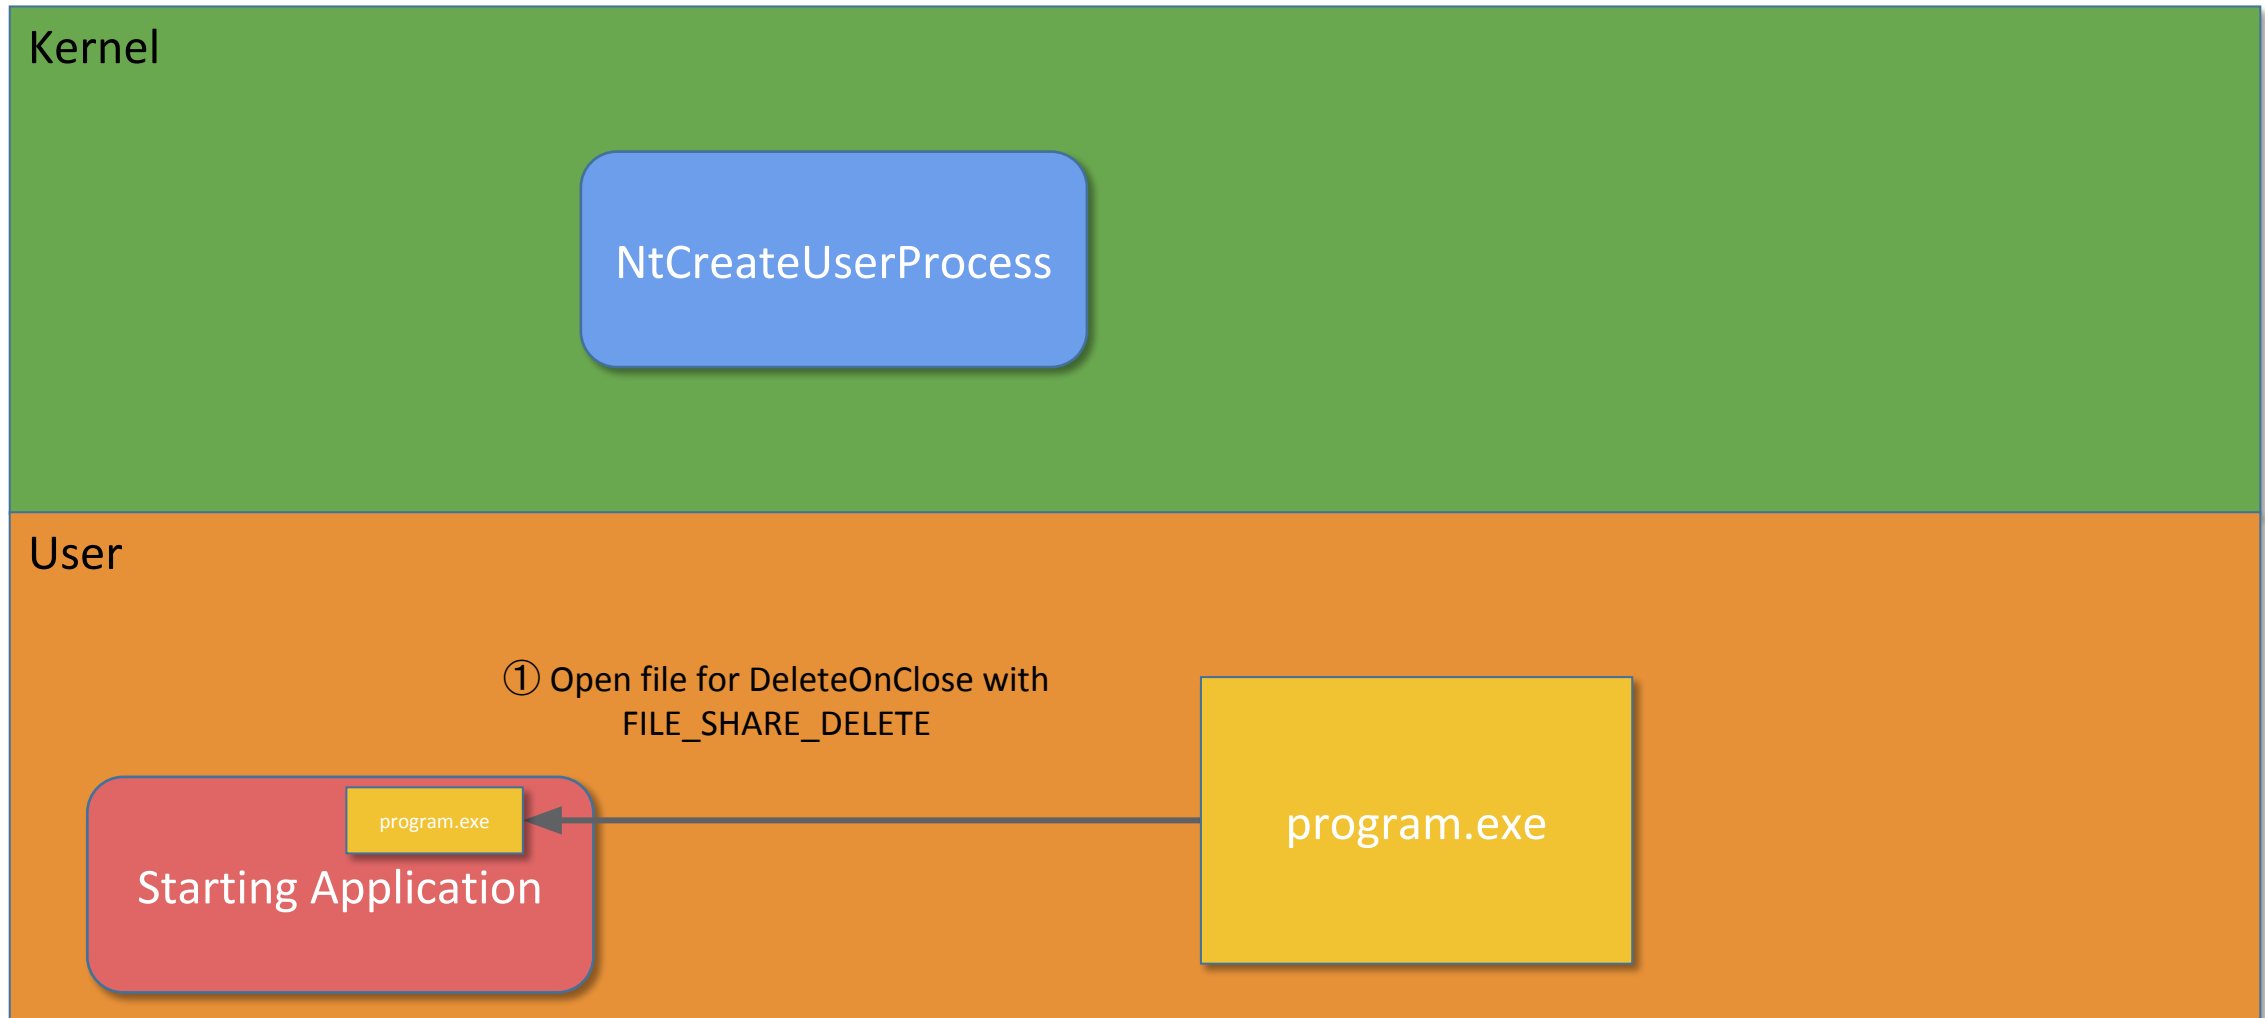 Kernel
NtCreateUserProcess
User
① Open file for DeleteOnClose with
FILE_SHARE_DELETE
program.exe
Starting Application
program.exe